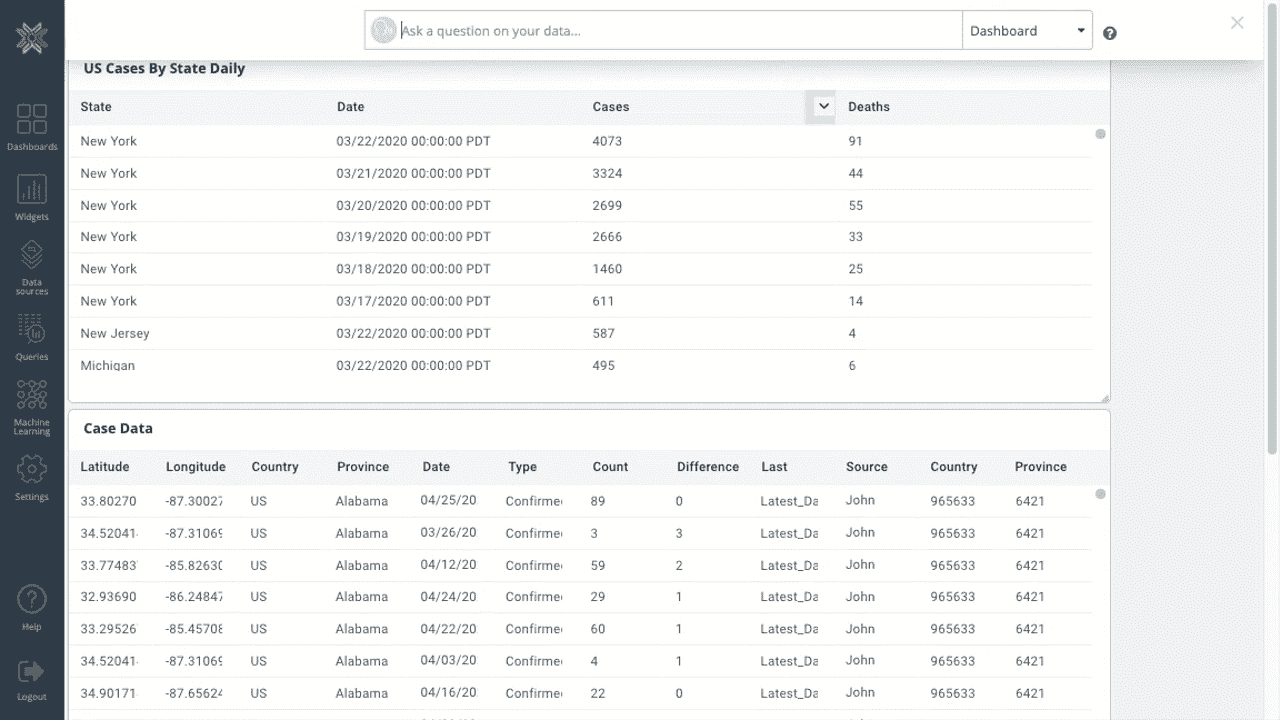 Ask a question on your data...
Dashboard
?
US Cases By State Daily
State Date Cases Deaths
New York 03/22/2020 00:00:00 PDT 4073 91
New York 03/21/2020 00:00:00 PDT 3324 44
New York 03/20/2020 00:00:00 PDT 2699 55
New York 03/19/2020 00:00:00 PDT 2666 33
New York 03/18/2020 00:00:00 PDT 1460 25
New York 03/17/2020 00:00:00 PDT 611 14
New Jersey 03/22/2020 00:00:00 PDT 587 4
Michigan 03/22/2020 00:00:00 PDT 495 6
Case Data
Latitude Longitude Country Province Date Type Count Difference Last Source Country Province
33.80270 -87.3002 US Alabama 04/25/20 Confirme 89 0 Latest_Da John 965633 6421
34.52041 -87.3106 US Alabama 03/26/20 Confirme 3 3 Latest_Da John 965633 6421
33.77483 -85.8263 US Alabama 04/12/20 Confirme 59 2 Latest_Da John 965633 6421
32.93690 -86.2484 US Alabama 04/24/20 Confirme 29 1 Latest_Da John 965633 6421
33.29526 -85.4570 US Alabama 04/22/20 Confirme 60 1 Latest_Da John 965633 6421
34.52041 -87.3106 US Alabama 04/03/20 Confirme 4 1 Latest_Da John 965633 6421
34.90171 -87.6562 US Alabama 04/16/20 Confirme 22 0 Latest_Da John 965633 6421
Dashboards
Widgets
Data
sources
Queries
Machine
Learning
Settings
?
Help
Logout